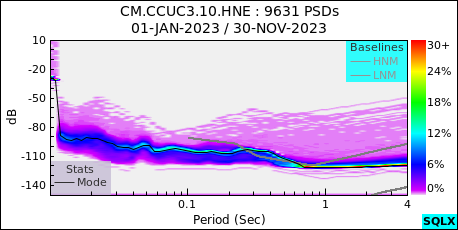 CM.CCUC3.10.HNE : 9631 PSDs
01-JAN-2023 / 30-NOV-2023
10
-20
-50
-80
-110
-140
dB
Baselines
HNM
LNM
Stats
Mode
30+
24%
18%
12%
6%
0%
0.1
1
4
Period (Sec)
SQLX